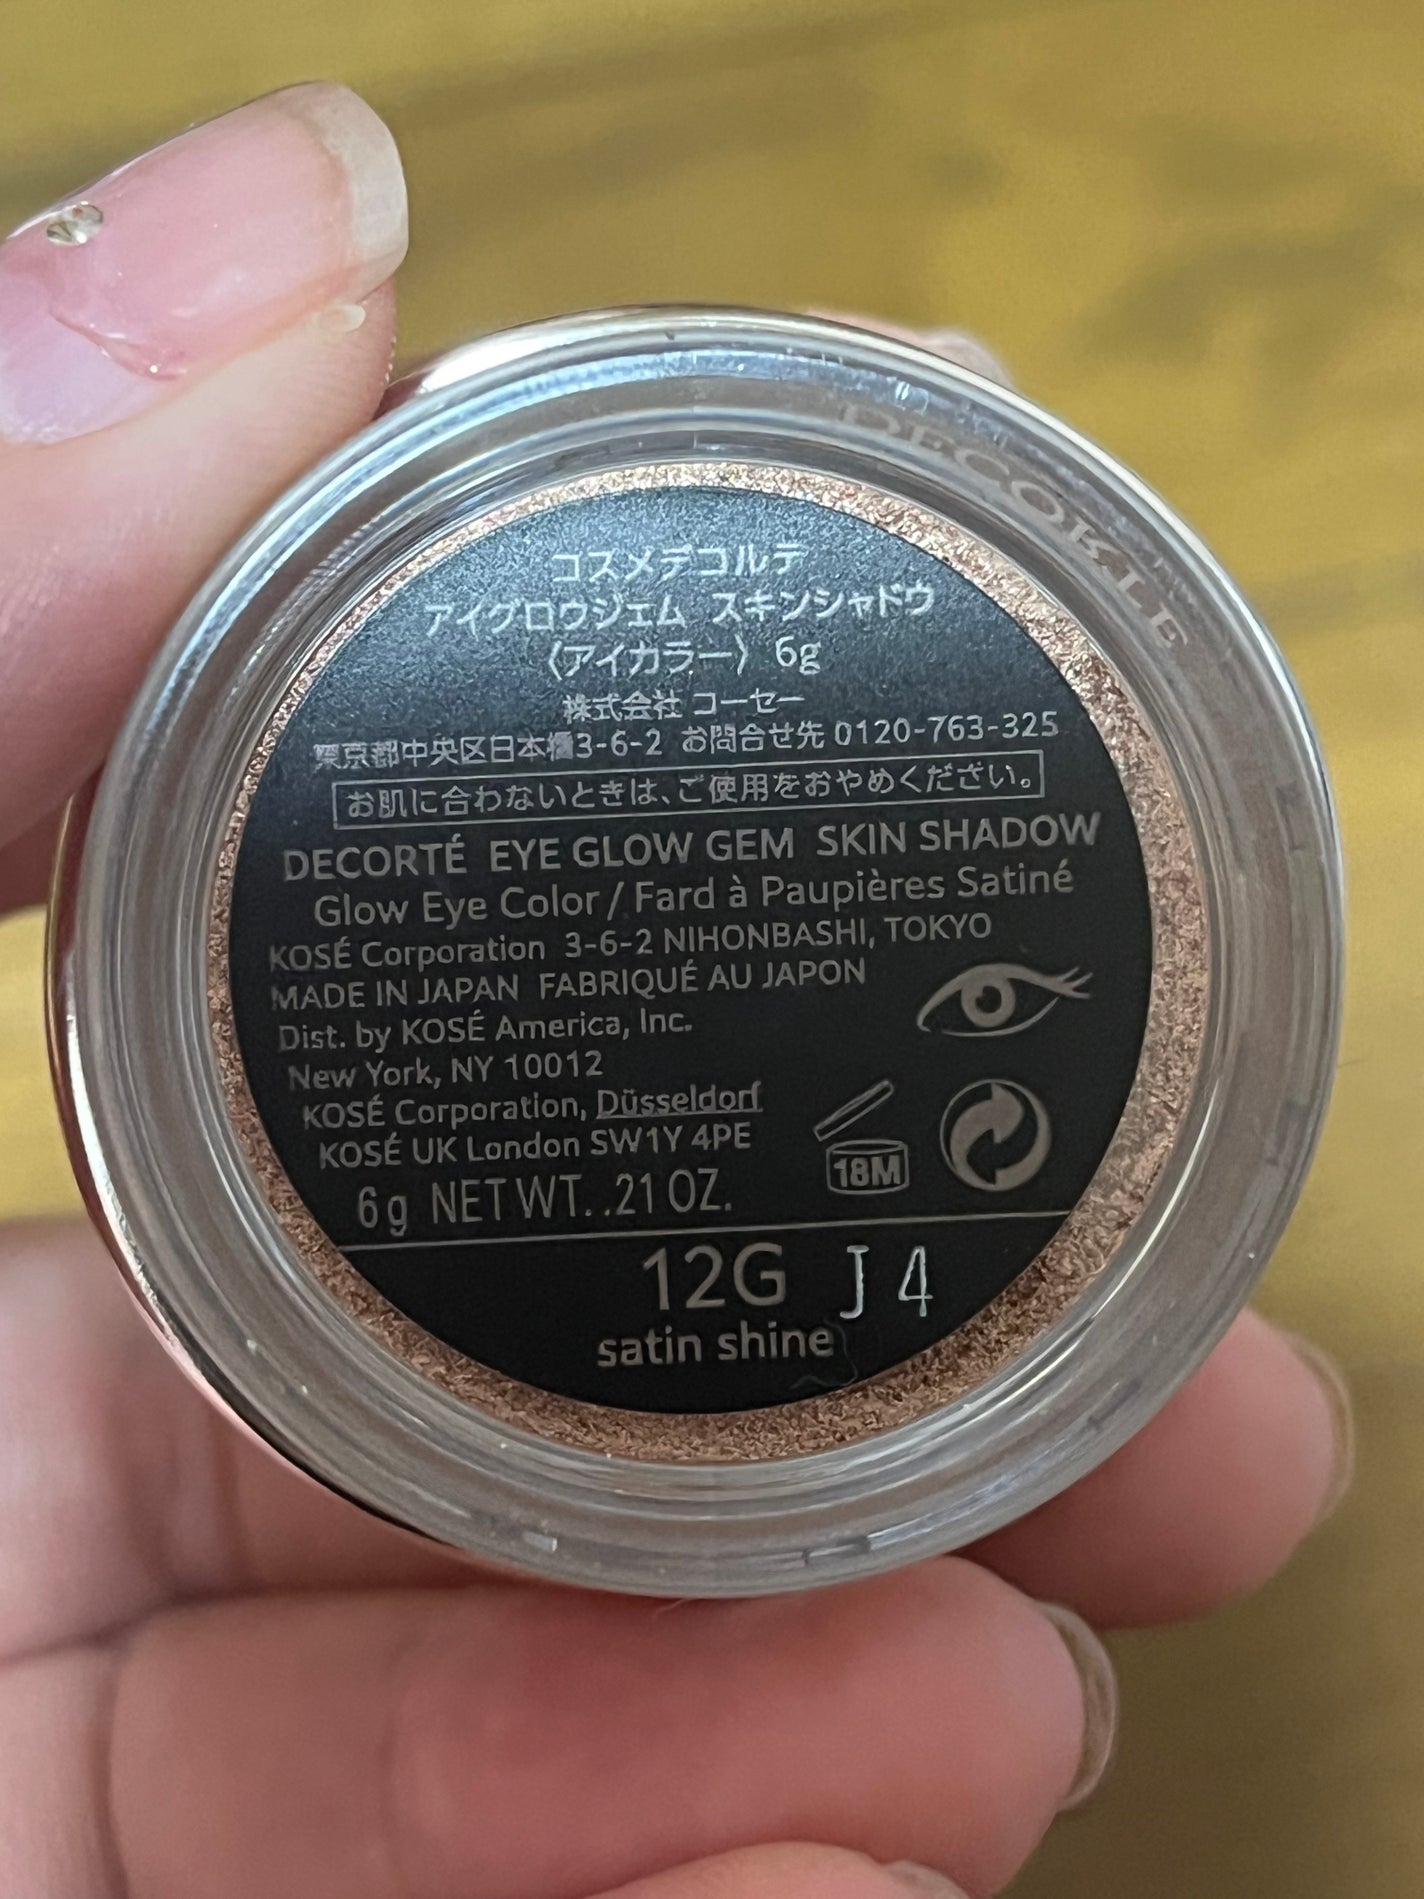 DECORTÉ
コスメデコルテ
アイグロウジェム スキンシャドウ
〈アイカラー〉 6g
株式会社 コーセー
東京都中央区日本橋3-6-2 お問合せ先 0120-763-325
お肌に合わないときは、ご使用をおやめください。
DECORTÉ EYE GLOW GEM SKIN SHADOW
Glow Eye Color / Fard à Paupières Satiné
KOSÉ Corporation 3-6-2 NIHONBASHI, TOKYO
MADE IN JAPAN FABRIQUÉ AU JAPON
Dist. by KOSÉ America, Inc.
New York, NY 10012
KOSÉ Corporation, Düsseldorf
KOSÉ UK London SW1Y 4PE
18M
6g NET WT. .21 OZ.
12G J4
satin shine